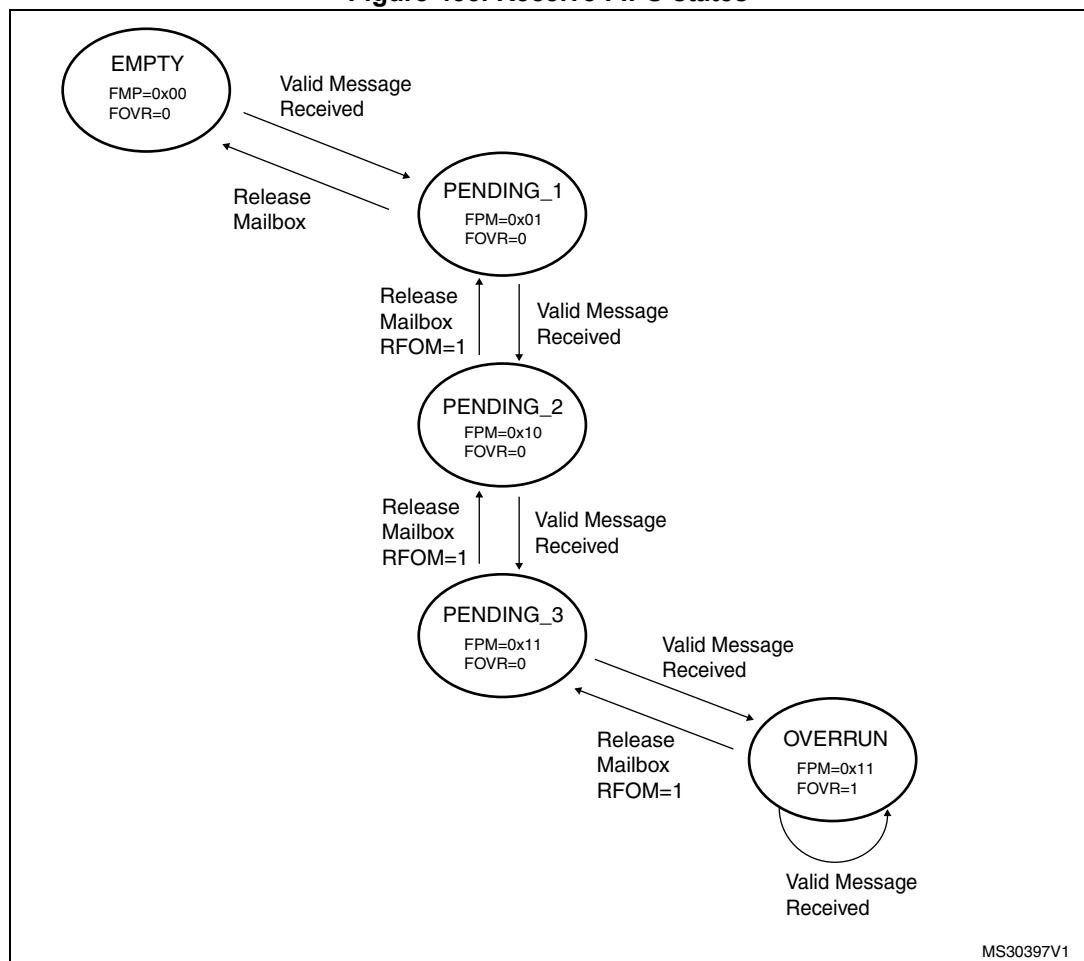 EMPTY
FMP=0x00
FOVR=0
Valid Message
Received
Release
Mailbox
PENDING_1
FPM=0x01
FOVR=0
Release
Mailbox
RFOM=1
Valid Message
Received
PENDING_2
FPM=0x10
FOVR=0
Release
Mailbox
RFOM=1
Valid Message
Received
PENDING_3
FPM=0x11
FOVR=0
Valid Message
Received
Release
Mailbox
RFOM=1
OVERRUN
FPM=0x11
FOVR=1
Valid Message
Received
MS30397V1